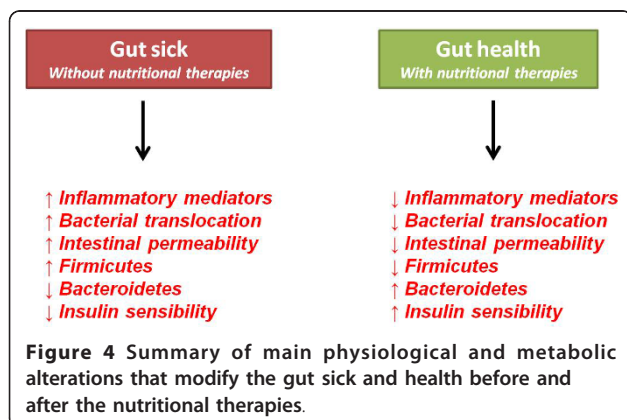 Gut sick
Without nutritional therapies
↑ Inflammatory mediators
↑ Bacterial translocation
↑ Intestinal permeability
↑ Firmicutes
↓ Bacteroidetes
↓ Insulin sensibility
Gut health
With nutritional therapies
↓ Inflammatory mediators
↓ Bacterial translocation
↓ Intestinal permeability
↓ Firmicutes
↑ Bacteroidetes
↑ Insulin sensibility
Figure 4 Summary of main physiological and metabolic
alterations that modify the gut sick and health before and
after the nutritional therapies.